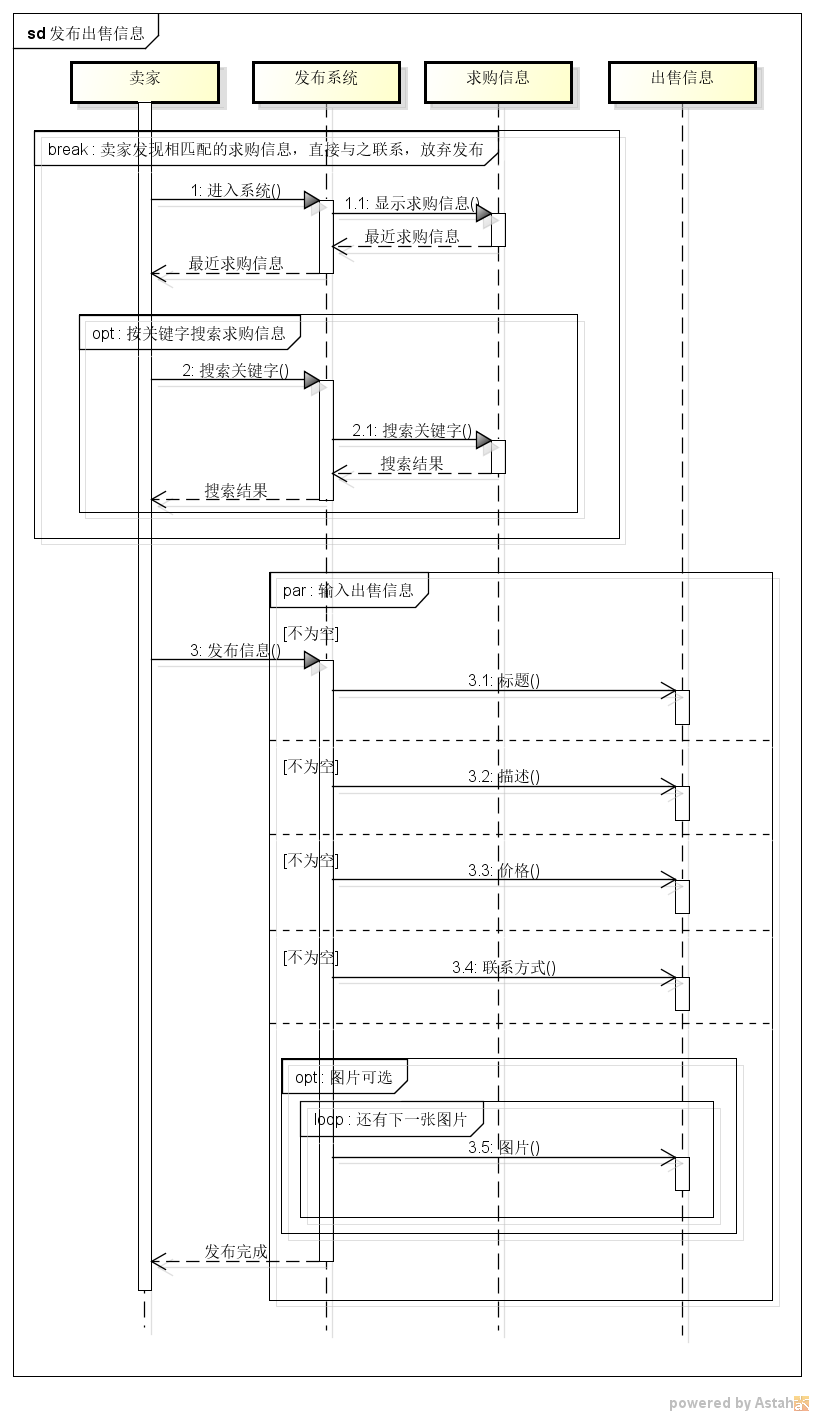 sd 发布出售信息
卖家
发布系统
求购信息
出售信息
break : 卖家发现相匹配的求购信息，直接与之联系，放弃发布
1: 进入系统()
1.1: 显示求购信息()
最近求购信息
最近求购信息
opt : 按关键字搜索求购信息
2: 搜索关键字()
2.1: 搜索关键字()
搜索结果
搜索结果
par : 输入出售信息
[不为空]
3: 发布信息()
3.1: 标题()
[不为空]
3.2: 描述()
[不为空]
3.3: 价格()
[不为空]
3.4: 联系方式()
opt : 图片可选
loop : 还有下一张图片
3.5: 图片()
发布完成
powered by Astah